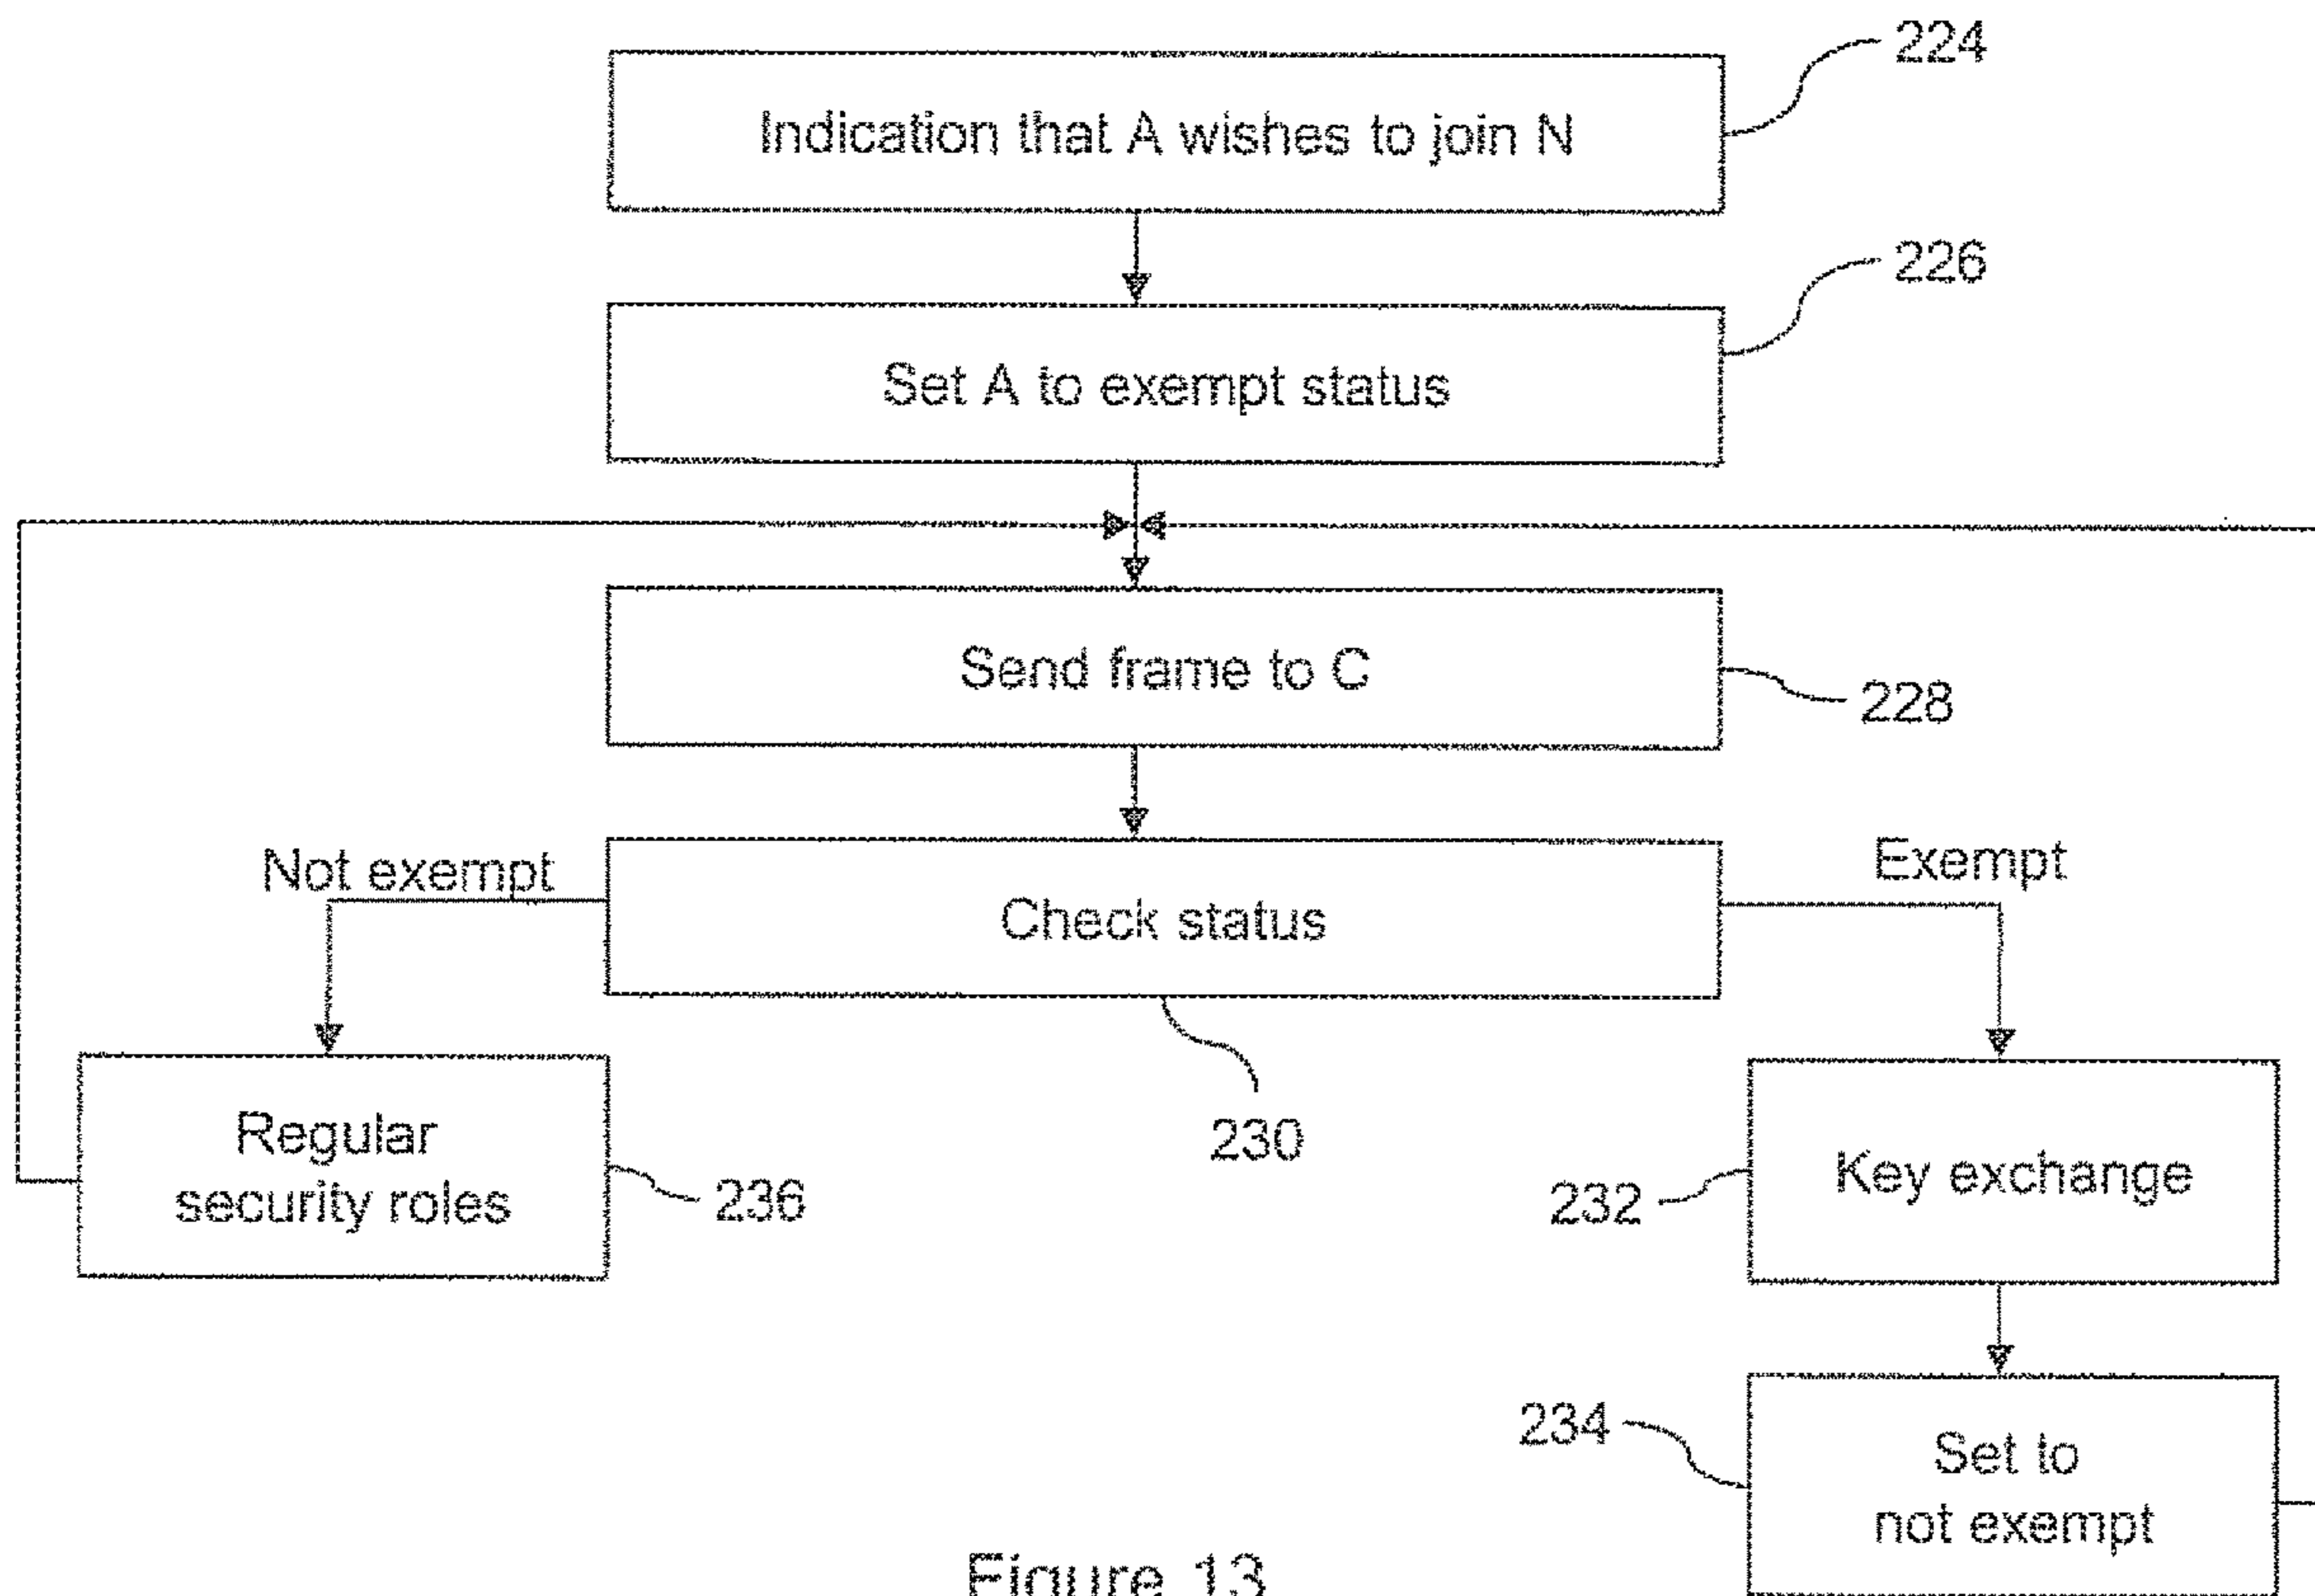 224
Indication that A wishes to join N
226
Set A to exempt status
Send frame to C
228
Not exempt
Exempt
Check status
230
Regular
security roles
236
232
Key exchange
234
Set to
not exempt
Figure 13